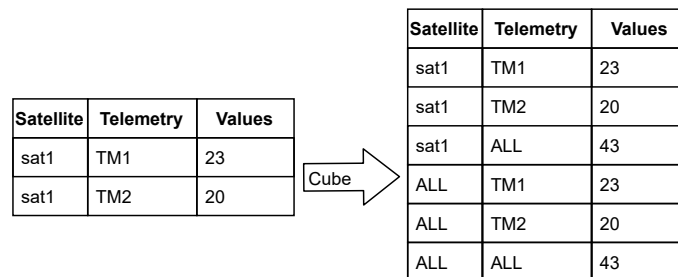 Satellite Telemetry Values
sat1 TM1 23
sat1 TM2 20
Cube
Satellite Telemetry Values
sat1 TM1 23
sat1 TM2 20
sat1 ALL 43
ALL TM1 23
ALL TM2 20
ALL ALL 43